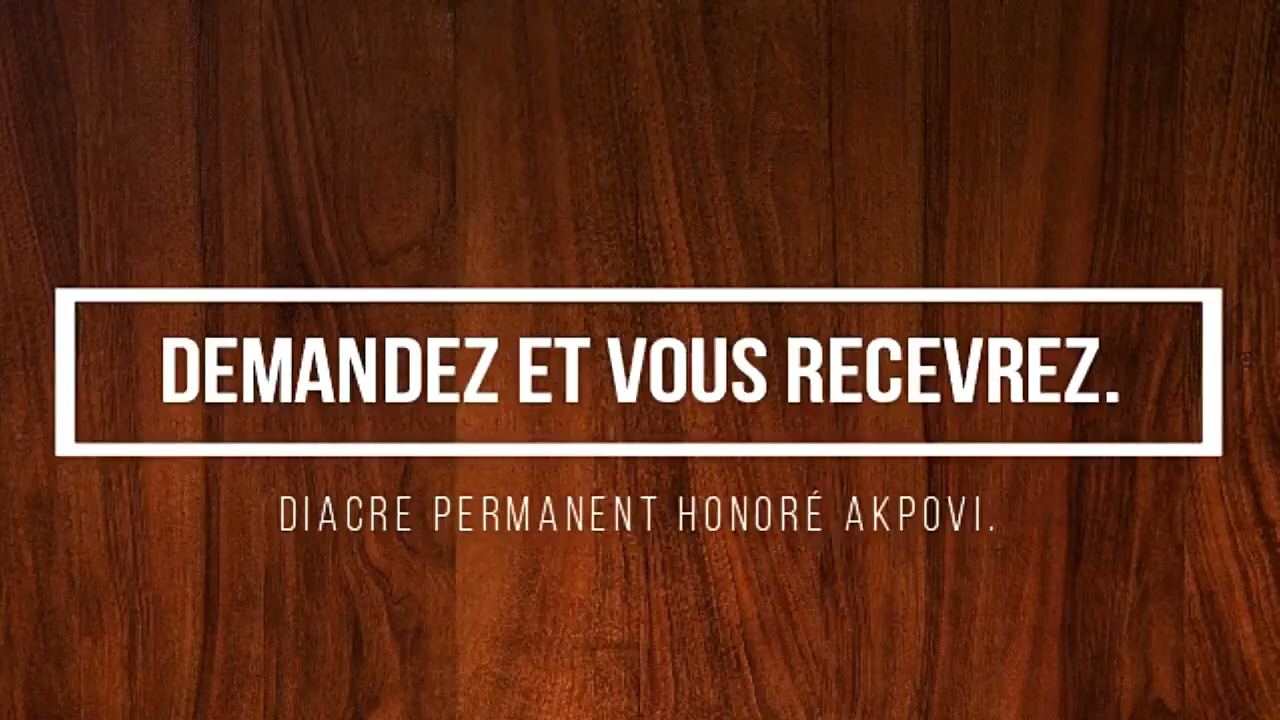 DEMANDEZ ET VOUS RECEVREZ.
DIACRE PERMANENT HONORÉ AKPOVI.